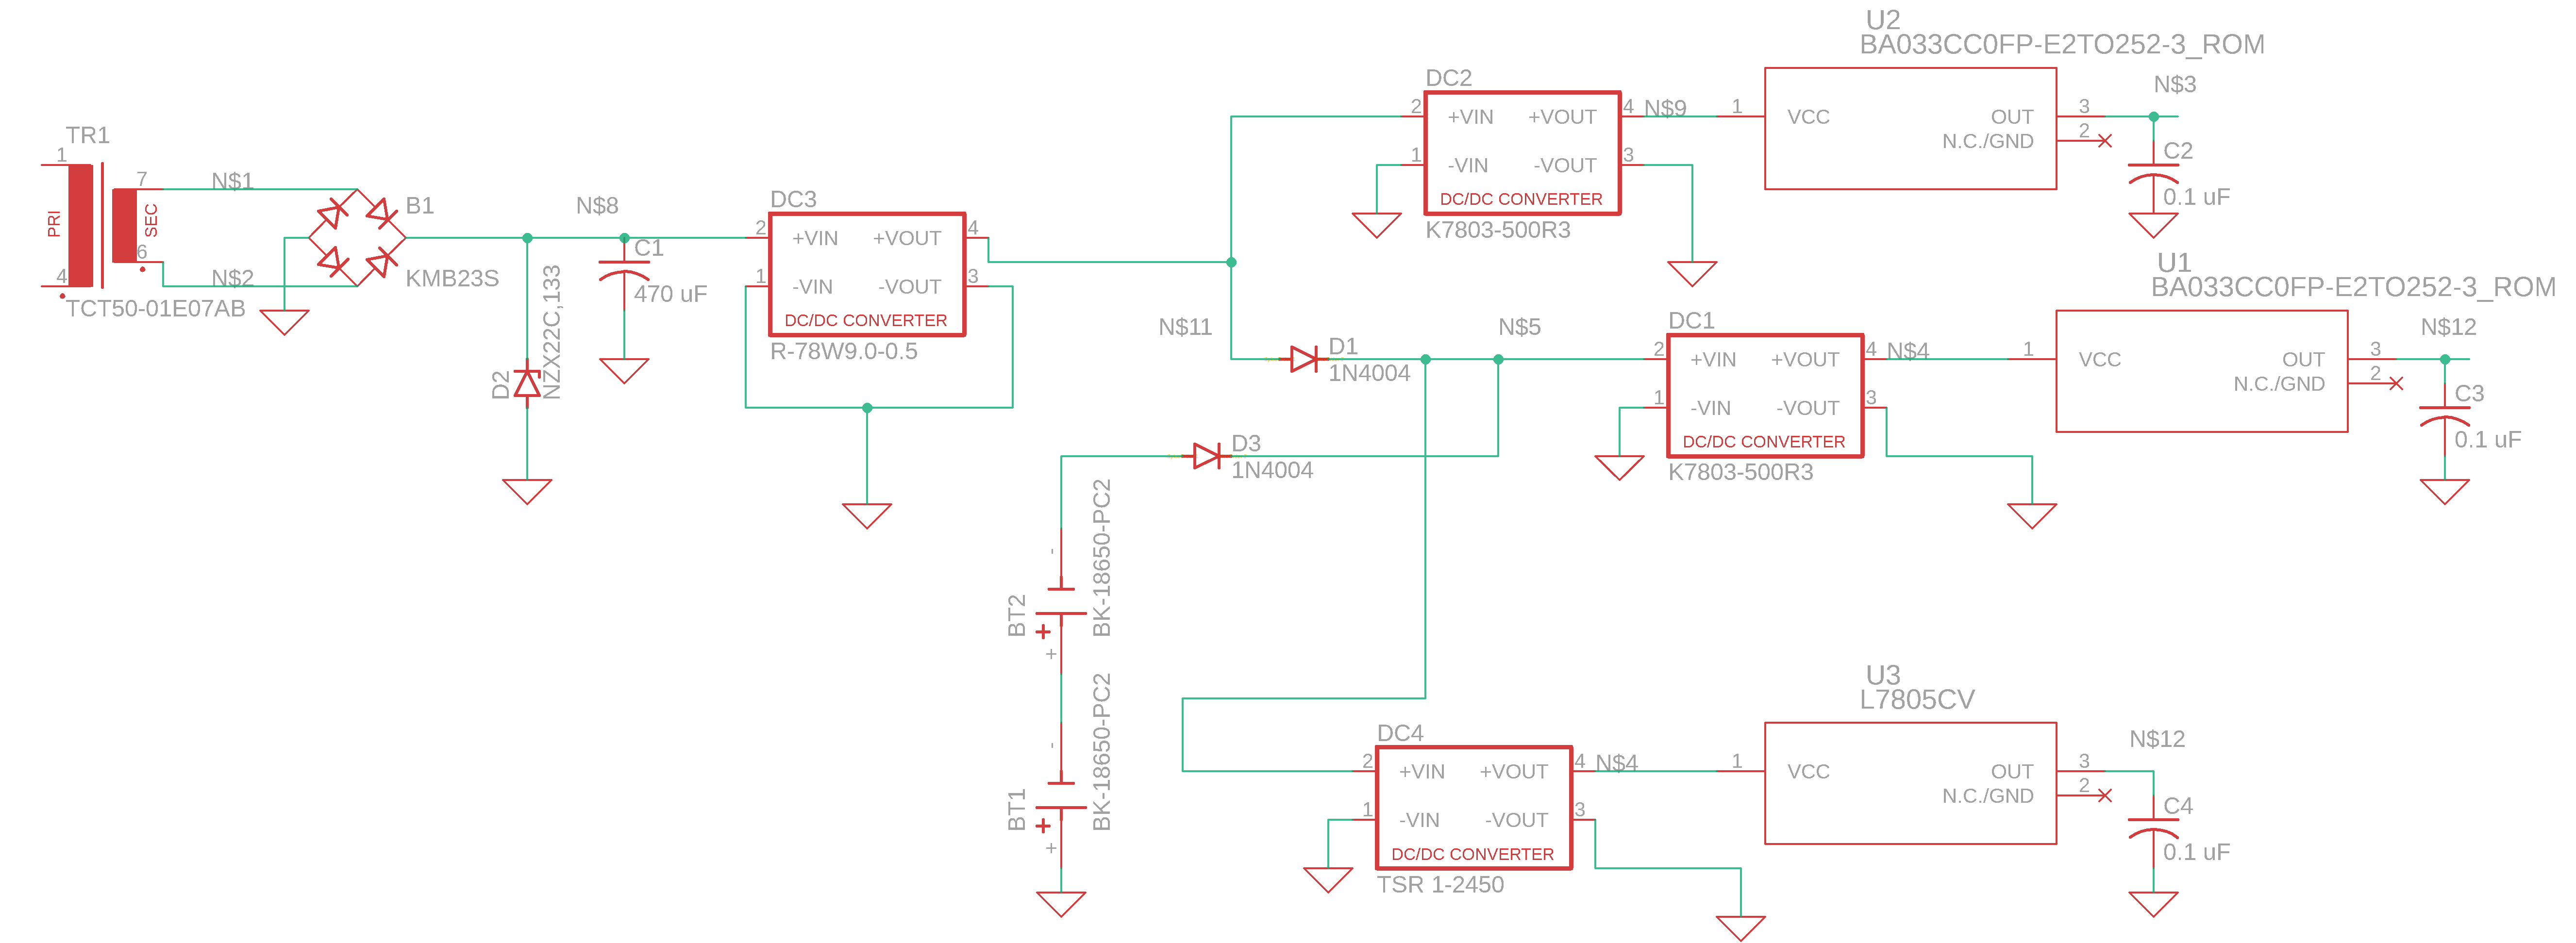 TR1
1
4
PRI
SEC
7
6
TCT50-01E07AB
N$1
N$2
B1
KMB23S
N$8
D2
NZX22C,133
C1
470 uF
DC3
2
+VIN
+VOUT
4
1
-VIN
-VOUT
3
DC/DC CONVERTER
R-78W9.0-0.5
N$11
D1
1N4004
N$5
D3
1N4004
BT2
BK-18650-PC2
-
+
+
BT1
BK-18650-PC2
-
+
+
DC2
2
+VIN
+VOUT
4
1
-VIN
-VOUT
3
DC/DC CONVERTER
K7803-500R3
N$9
U2
BA033CC0FP-E2TO252-3_ROM
1
VCC
OUT
3
N.C./GND
2
N$3
C2
0.1 uF
DC1
2
+VIN
+VOUT
4
1
-VIN
-VOUT
3
DC/DC CONVERTER
K7803-500R3
N$4
U1
BA033CC0FP-E2TO252-3_ROM
1
VCC
OUT
3
N.C./GND
2
N$12
C3
0.1 uF
DC4
2
+VIN
+VOUT
4
1
-VIN
-VOUT
3
DC/DC CONVERTER
TSR 1-2450
N$4
U3
L7805CV
1
VCC
OUT
3
N.C./GND
2
N$12
C4
0.1 uF